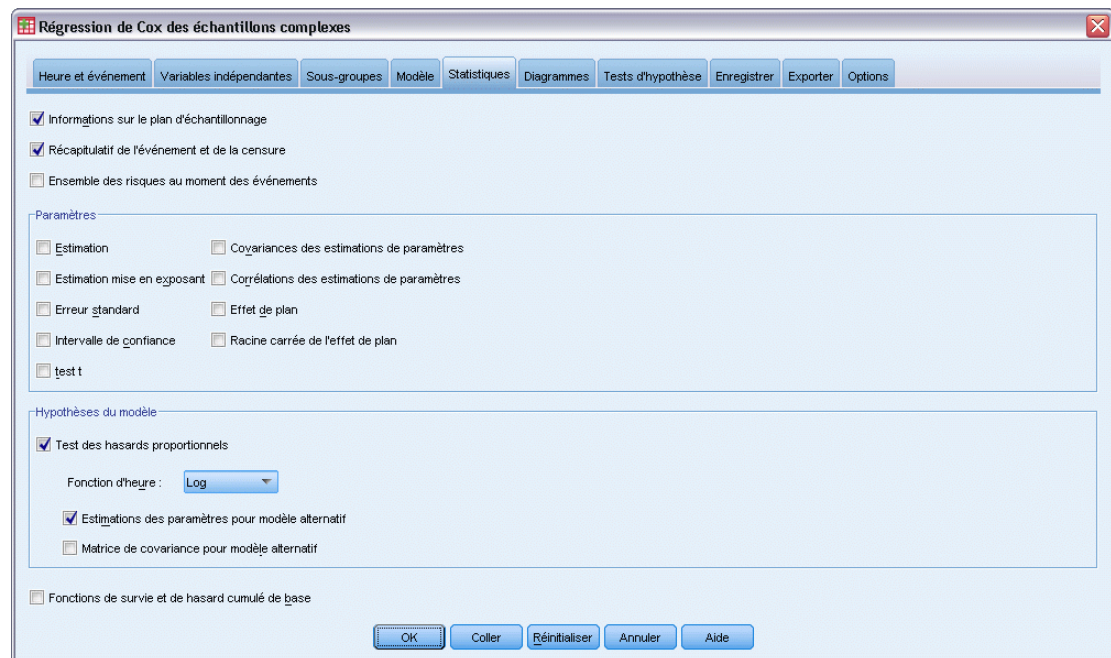 Régression de Cox des échantillons complexes
Heure et événement Variables indépendantes Sous-groupes Modèle Statistiques Diagrammes Tests d'hypothèse Enregistrer Exporter Options
Informations sur le plan d'échantillonnage
Récapitulatif de l'événement et de la censure
Ensemble des risques au moment des événements
Paramètres
Estimation Covariances des estimations de paramètres
Estimation mise en exposant Corrélations des estimations de paramètres
Erreur standard Effet de plan
Intervalle de confiance Racine carrée de l'effet de plan
test t
Hypothèses du modèle
Test des hasards proportionnels
Fonction d'heure : Log
Estimations des paramètres pour modèle alternatif
Matrice de covariance pour modèle alternatif
Fonctions de survie et de hasard cumulé de base
OK Coller Réinitialiser Annuler Aide